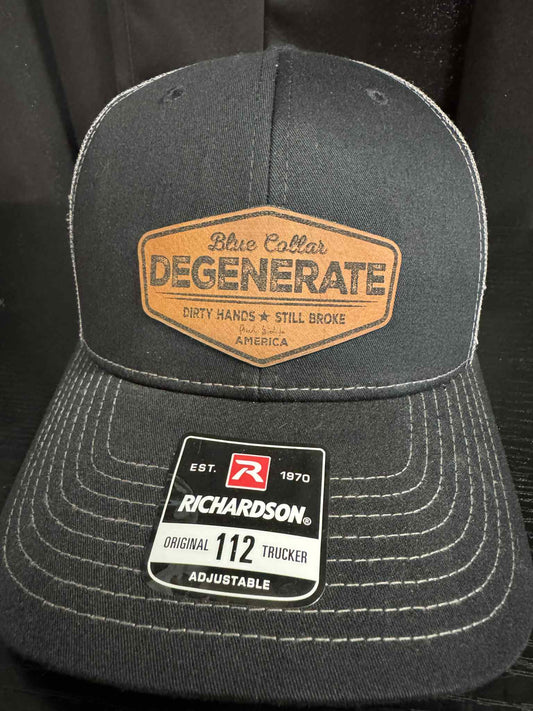 Blue Collar
DEGENERATE
DIRTY HANDS ★ STILL BROKE
AMERICA
EST. R 1970
RICHARDSON®
ORIGINAL 112 TRUCKER
ADJUSTABLE